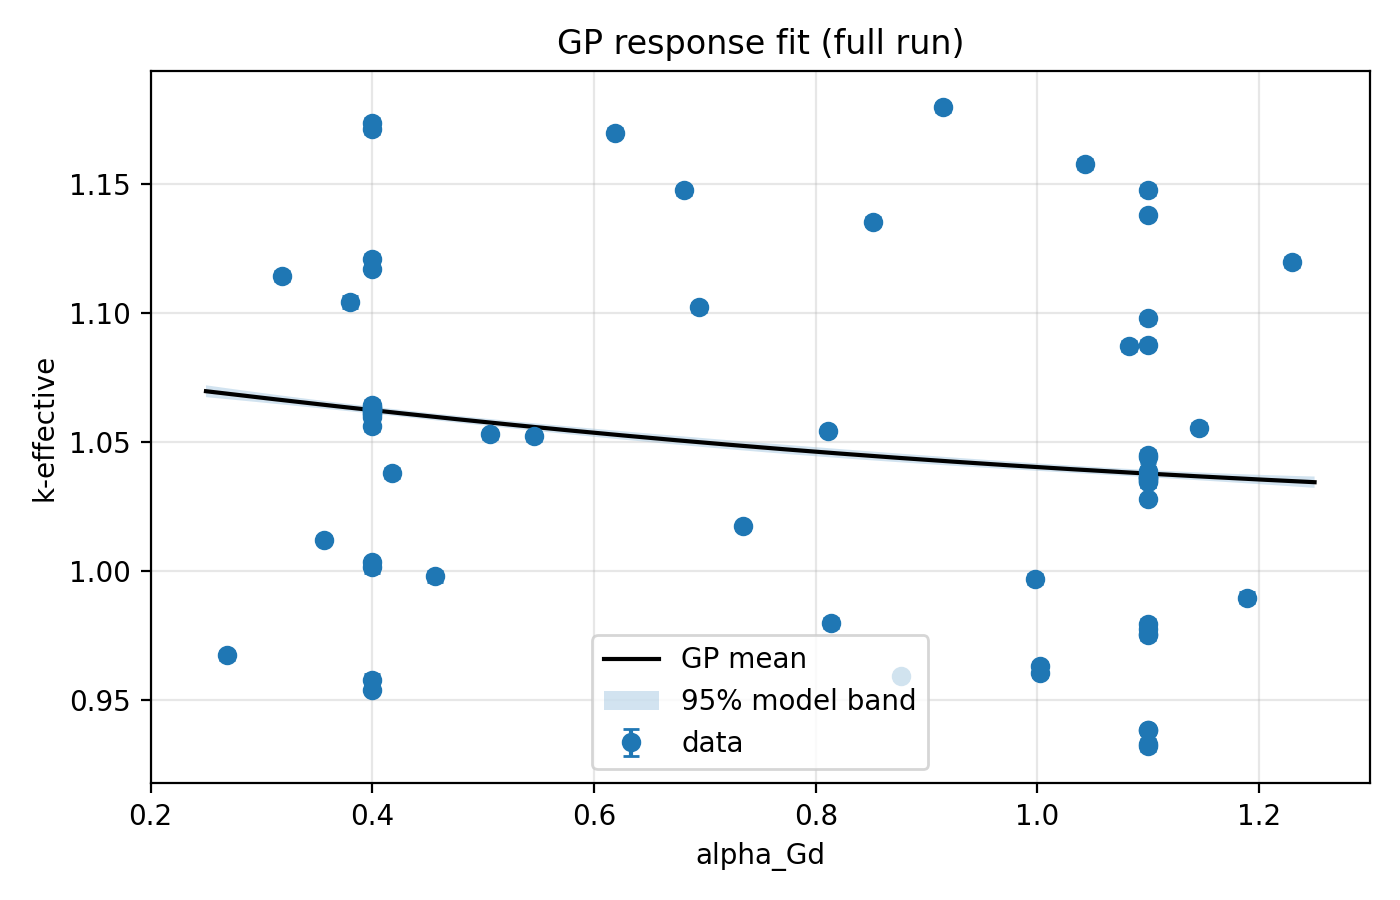 GP response fit (full run)
k-effective
1.15
1.10
1.05
1.00
0.95
GP mean
95% model band
data
0.2 0.4 0.6 0.8 1.0 1.2
alpha_Gd